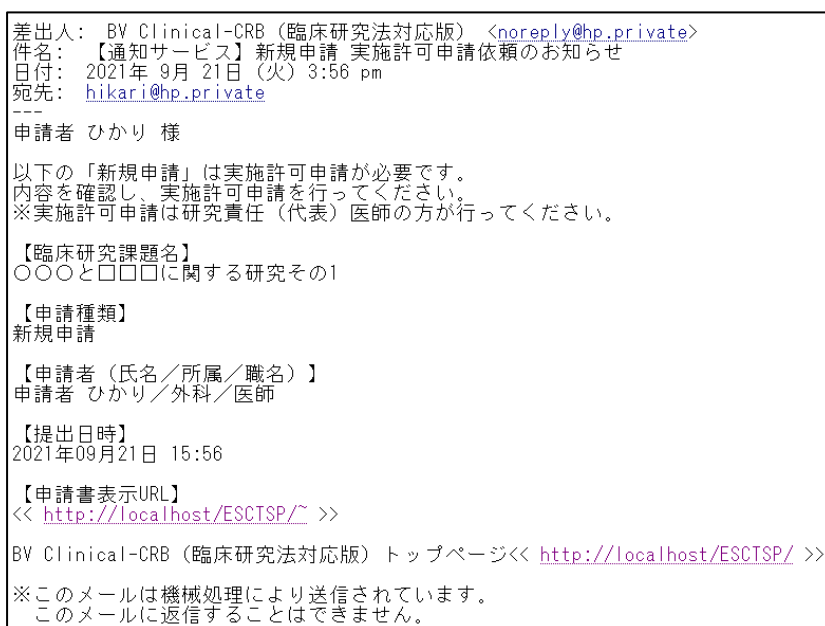 差出人: BV Clinical-CRB（臨床研究法対応版） <noreply@hp.private>
件名: 【通知サービス】新規申請 実施許可申請依頼のお知らせ
日付: 2021年 9月 21日（火）3:56 pm
宛先: hikari@hp.private
---
申請者 ひかり 様
以下の「新規申請」は実施許可申請が必要です。
内容を確認し、実施許可申請を行ってください。
※実施許可申請は研究責任（代表）医師の方が行ってください。
【臨床研究課題名】
○○○と□□□に関する研究その1
【申請種類】
新規申請
【申請者（氏名／所属／職名）】
申請者 ひかり／外科／医師
【提出日時】
2021年09月21日 15:56
【申請書表示URL】
<< http://localhost/ESCTSP/~ >>
BV Clinical-CRB（臨床研究法対応版）トップページ<< http://localhost/ESCTSP/ >>
※このメールは機械処理により送信されています。
このメールに返信することはできません。